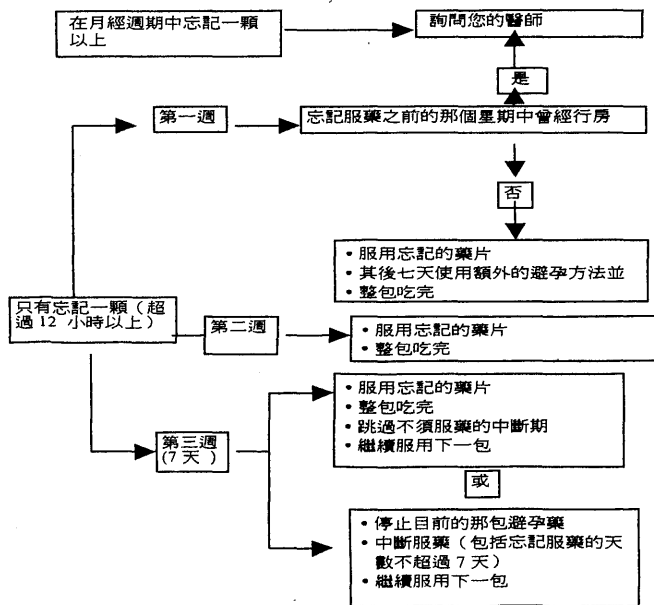 在月經週期中忘記一顆
以上
詢問您的醫師
是
第一週
忘記服藥之前的那個星期中曾經行房
否
• 服用忘記的藥片
• 其後七天使用額外的避孕方法並
• 整包吃完
只有忘記一顆（超
過 12 小時以上）
第二週
• 服用忘記的藥片
• 整包吃完
第三週
(7 天 )
• 服用忘記的藥片
• 整包吃完
• 跳過不須服藥的中斷期
• 繼續服用下一包
或
• 停止目前的那包避孕藥
• 中斷服藥（包括忘記服藥的天
數不超過 7 天）
• 繼續服用下一包